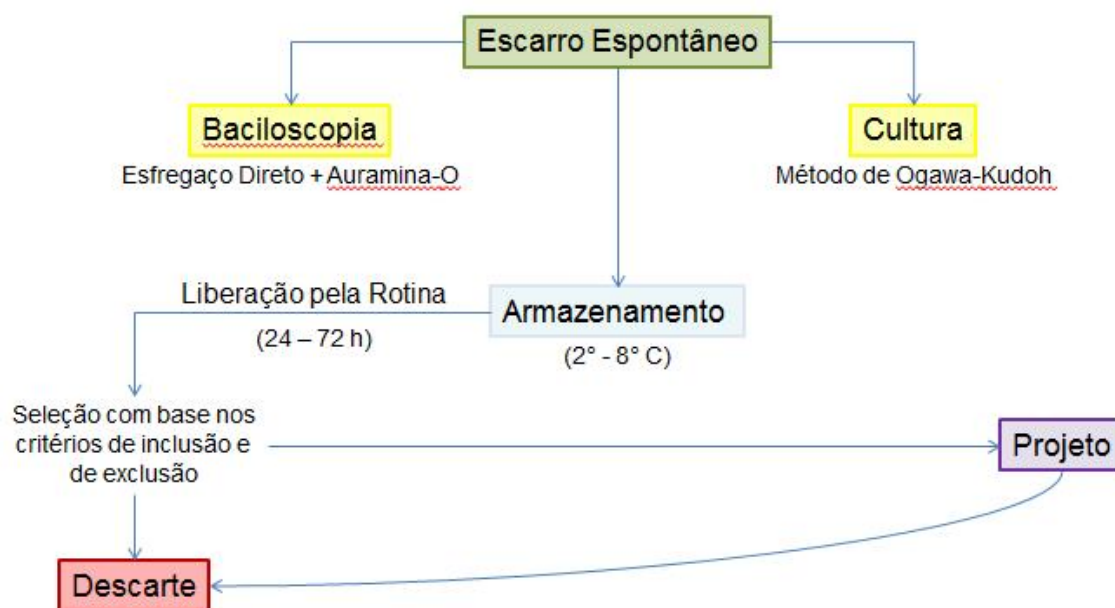 Escarro Espontâneo
Baciloscopia
Esfregaço Direto + Auramina-O
Cultura
Método de Ogawa-Kudoh
Liberação pela Rotina
(24 – 72 h)
Armazenamento
(2° - 8° C)
Seleção com base nos
critérios de inclusão e
de exclusão
Projeto
Descarte